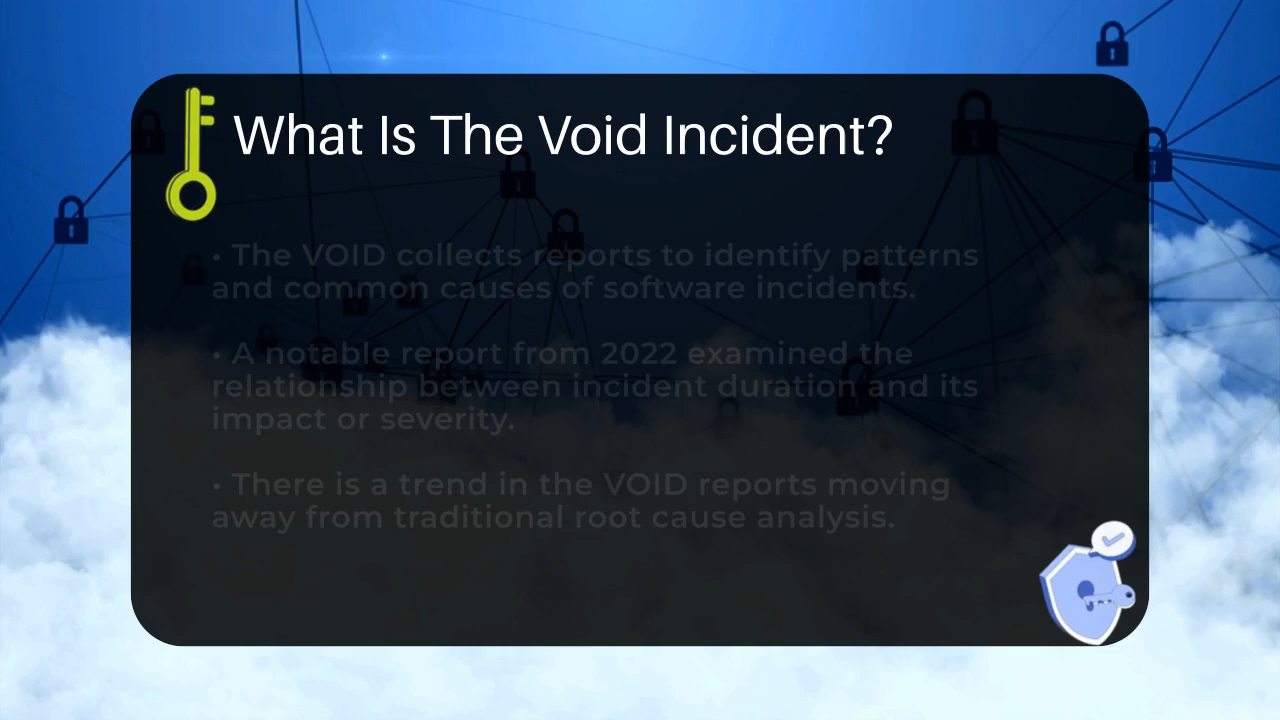 What Is The Void Incident?
• The VOID collects reports to identify patterns
and common causes of software incidents.
• A notable report from 2022 examined the
relationship between incident duration and its
impact or severity.
• There is a trend in the VOID reports moving
away from traditional root cause analysis.